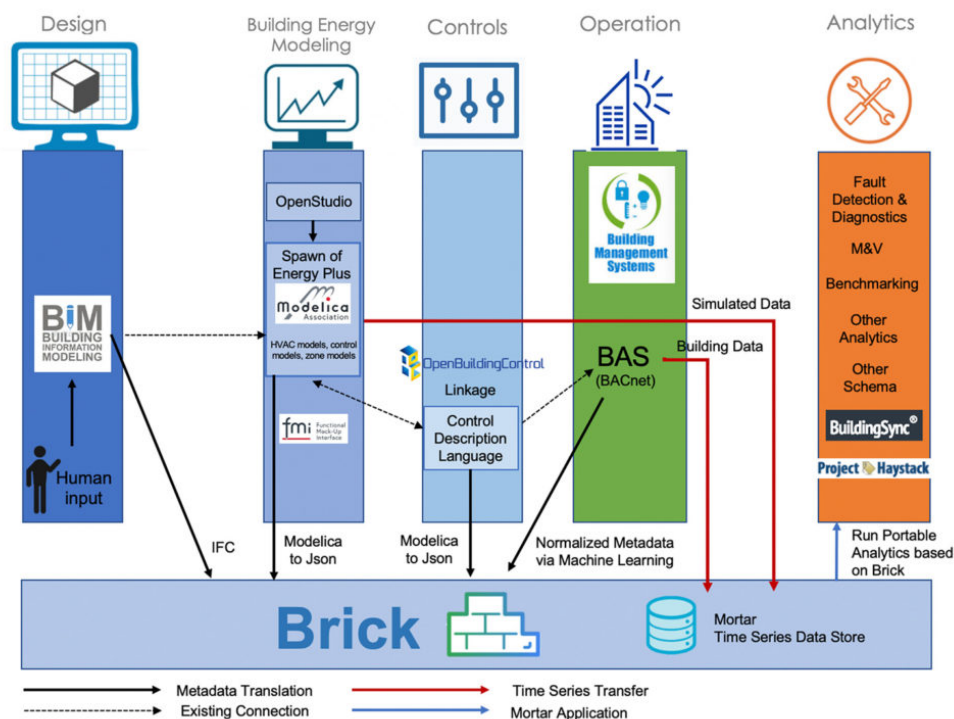 Design
Building Energy
Modeling
Controls
Operation
Analytics
BiM
BUILDING
INFORMATION
MODELING
Human
input
OpenStudio
Spawn of
Energy Plus
Modelica
Association
HVAC models, control
models, zone models
fmi
Functional
Mock-Up
Interface
OpenBuildingControl
Linkage
Control
Description
Language
Building
Management
Systems
BAS
(BACnet)
Simulated Data
Building Data
Fault
Detection &
Diagnostics
M&V
Benchmarking
Other
Analytics
Other
Schema
BuildingSync®
Project Haystack
IFC
Modelica
to Json
Modelica
to Json
Normalized Metadata
via Machine Learning
Run Portable
Analytics based
on Brick
Brick
Mortar
Time Series Data Store
Metadata Translation
Time Series Transfer
Existing Connection
Mortar Application